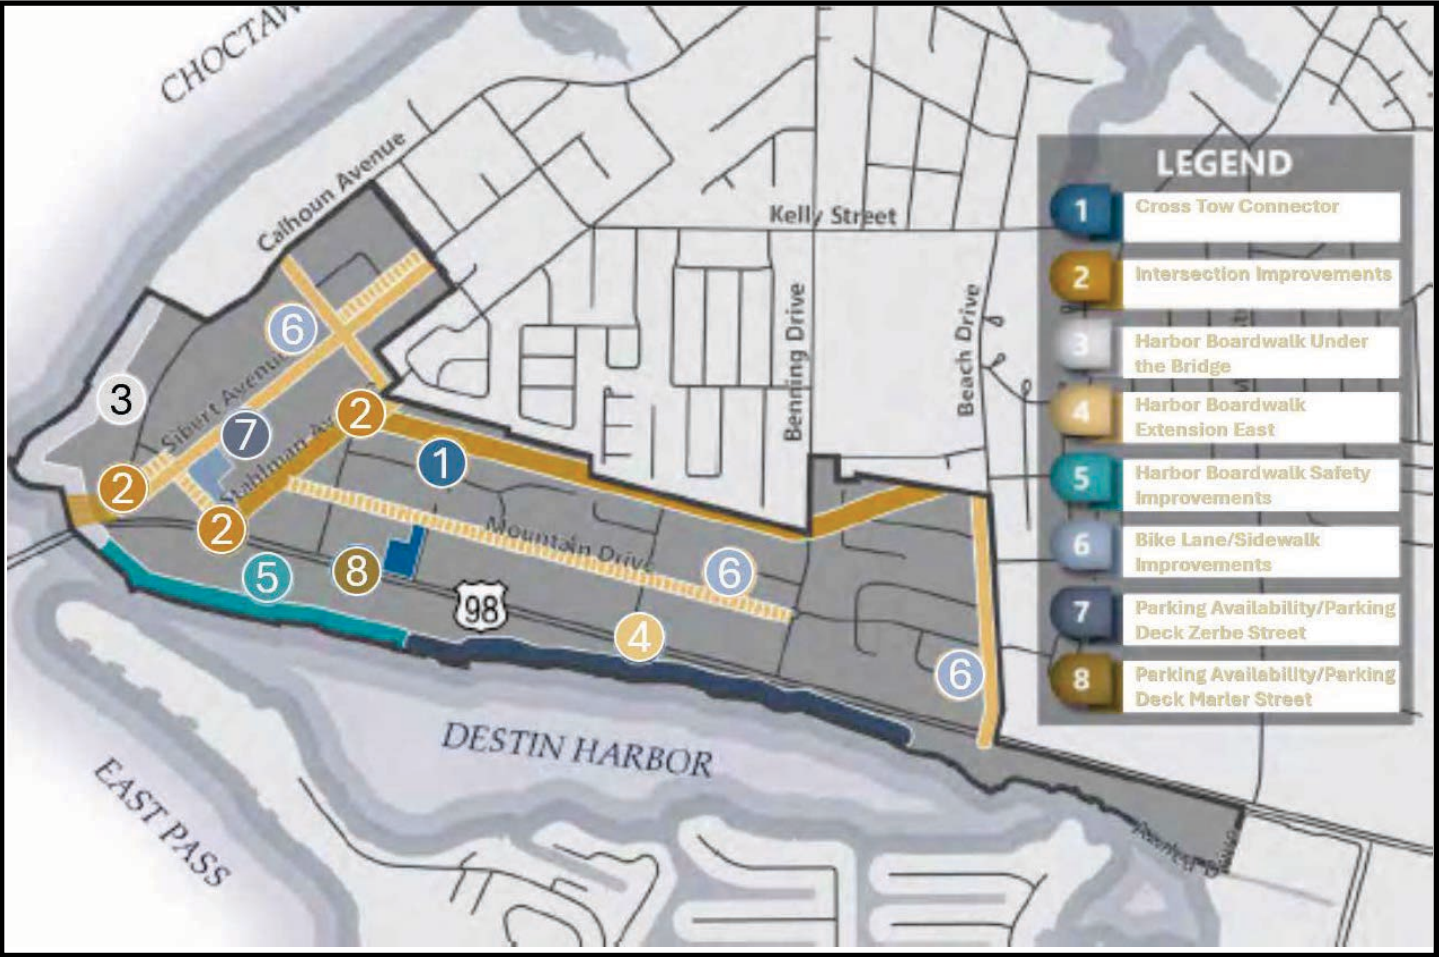 CHOCTAW
Calhoun Avenue
Kelly Street
LEGEND
1 Cross Tow Connector
2 Intersection Improvements
3 Harbor Boardwalk Under
the Bridge
4 Harbor Boardwalk
Extension East
5 Harbor Boardwalk Safety
Improvements
6 Bike Lane/Sidewalk
Improvements
7 Parking Availability/Parking
Deck Zerbe Street
8 Parking Availability/Parking
Deck Marler Street
Benning Drive
Beach Drive
6
3
Sibert Avenue
7
2
Stahlman Av
1
2
2
Mountain Drive
5
8
6
98
4
6
DESTIN HARBOR
EAST PASS